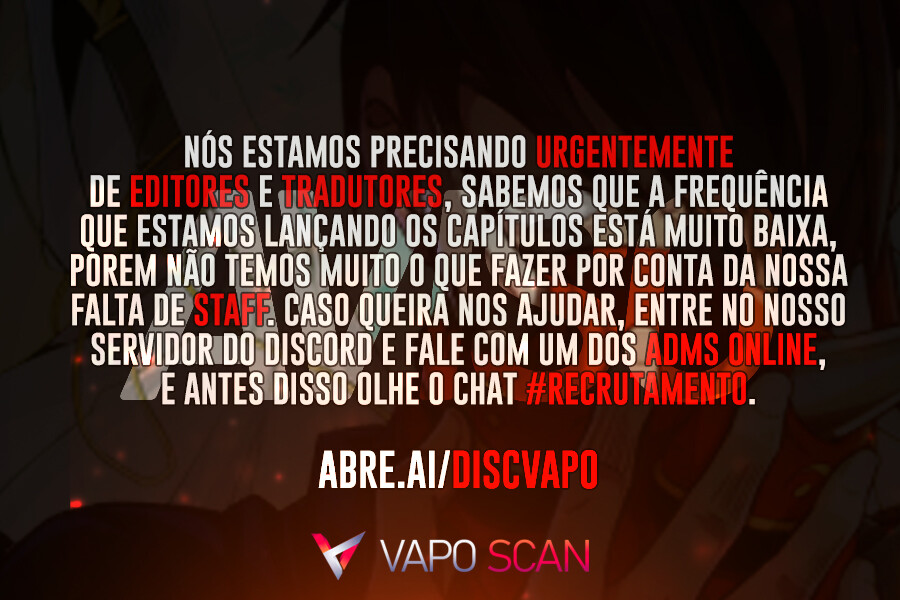 NÓS ESTAMOS PRECISANDO URGENTEMENTE
DE EDITORES E TRADUTORES, SABEMOS QUE A FREQUÊNCIA
QUE ESTAMOS LANÇANDO OS CAPÍTULOS ESTÁ MUITO BAIXA,
POREM NÃO TEMOS MUITO O QUE FAZER POR CONTA DA NOSSA
FALTA DE STAFF. CASO QUEIRA NOS AJUDAR, ENTRE NO NOSSO
SERVIDOR DO DISCORD E FALE COM UM DOS ADMS ONLINE,
E ANTES DISSO OLHE O CHAT #RECRUTAMENTO.
AVISO
ABRE.AI/DISCVAPO
VAPO SCAN